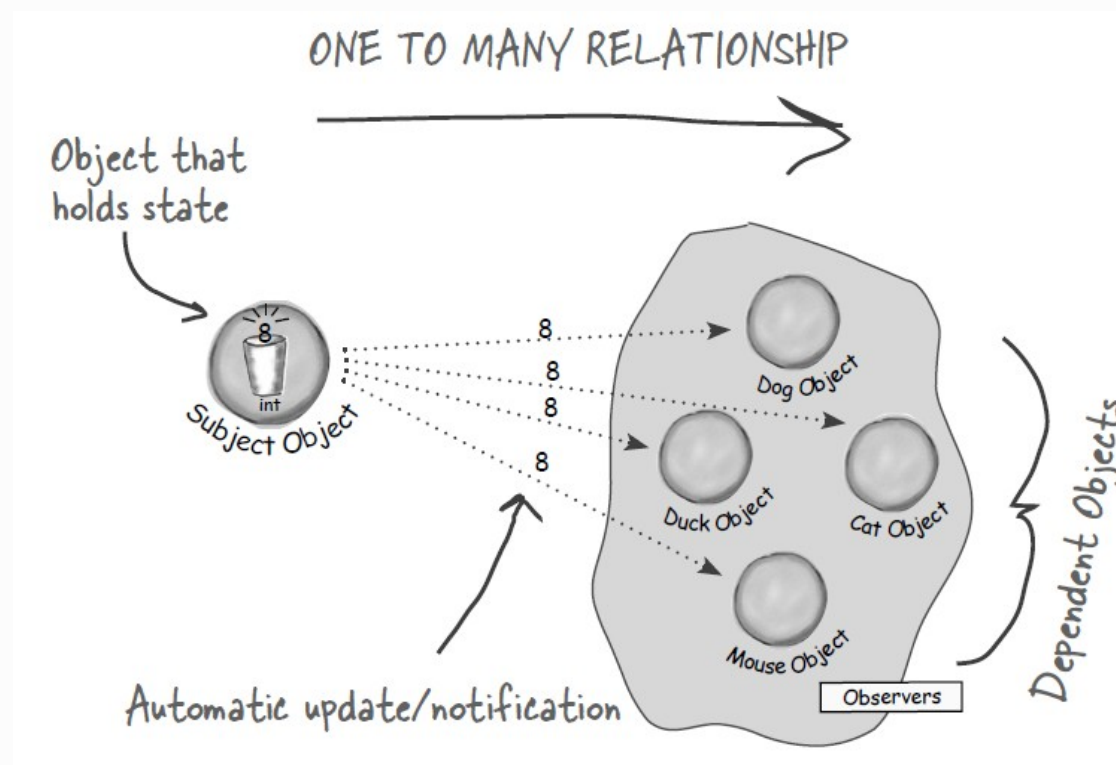 ONE TO MANY RELATIONSHIP
Object that
holds state
8
int
Subject Object
8
8
8
8
Dog Object
Duck Object
Cat Object
Mouse Object
Observers
Automatic update/notification
Dependent Objects